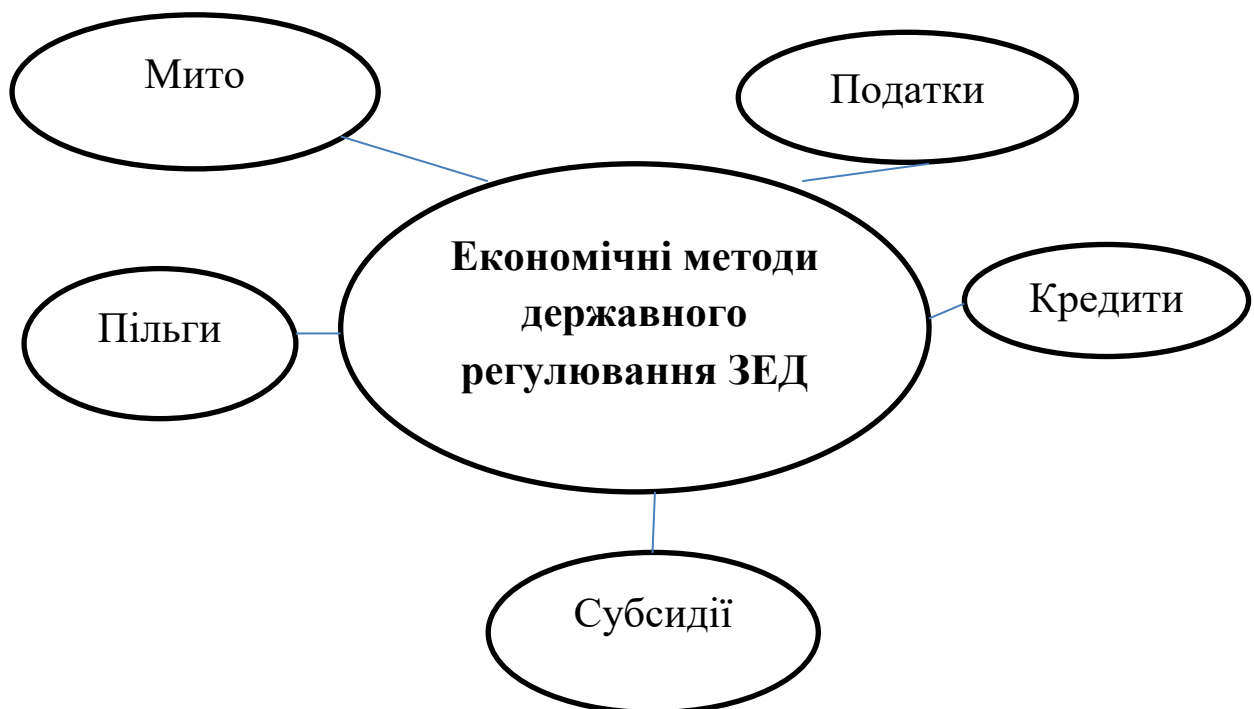 Мито
Податки
Економічні методи
державного
регулювання ЗЕД
Кредити
Пільги
Субсидії